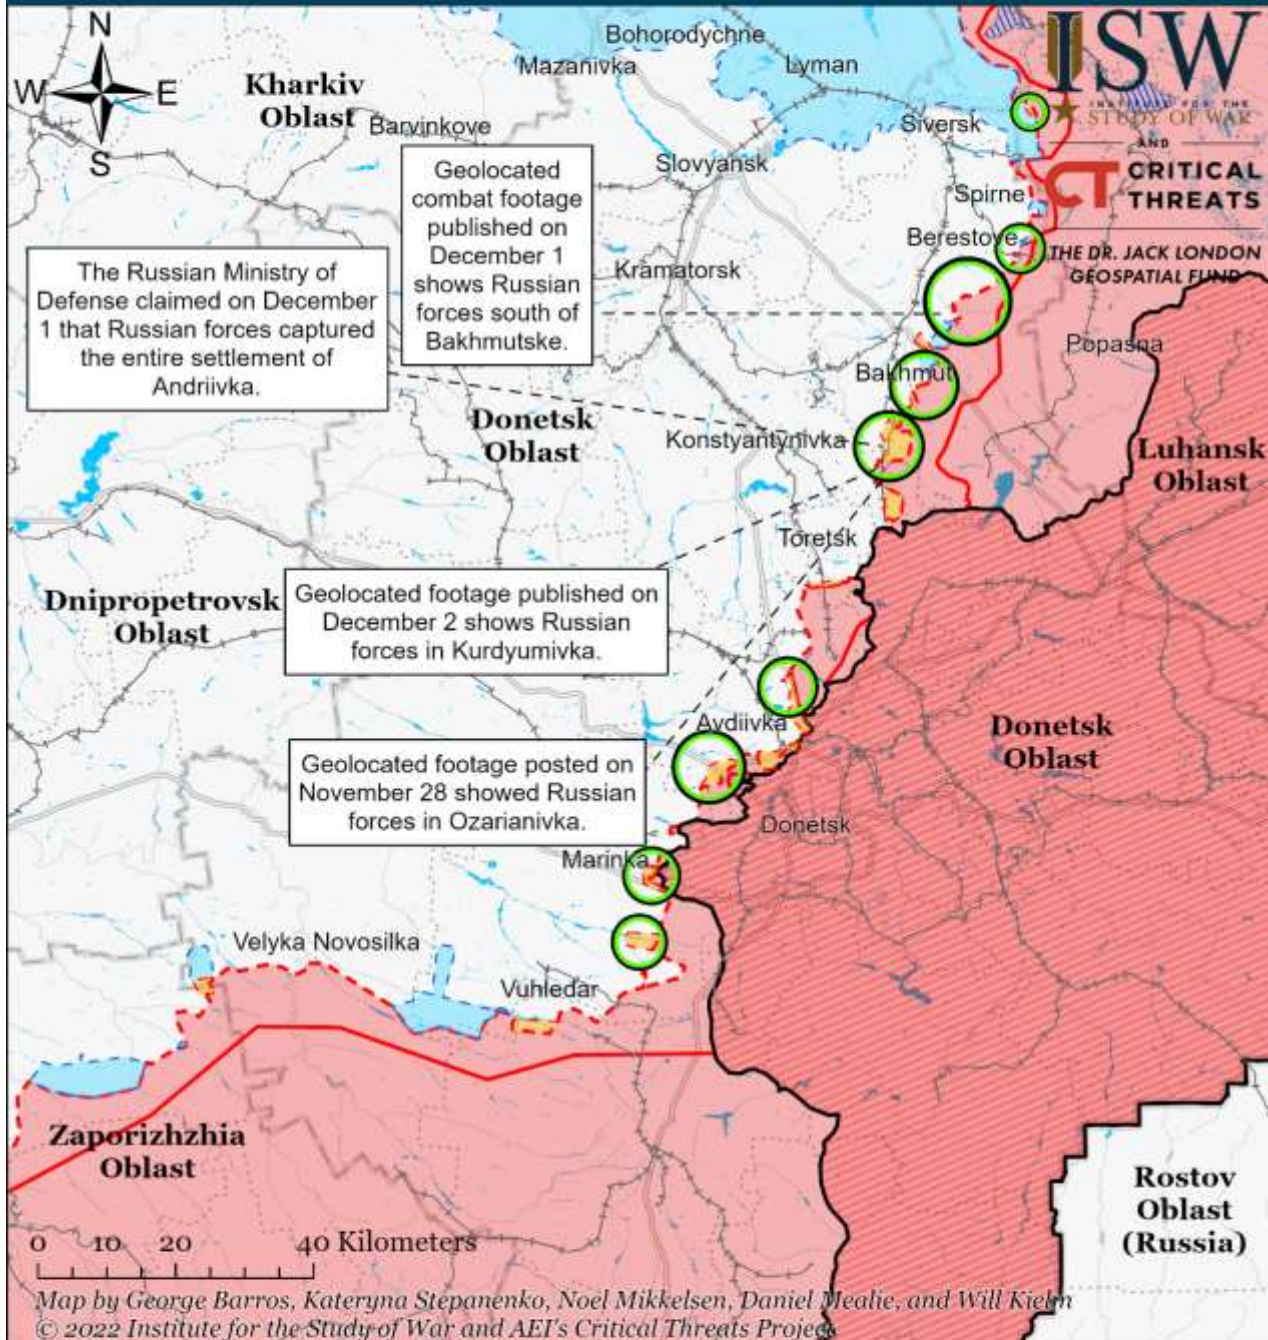 N
W
E
S
Kharkiv
Oblast
Barvinkove
Bohorodychne
Mazanivka
Lyman
Siversk
Slovyansk
Spirne
Berestove
Kramatorsk
Popasna
Bakhmut
ISW
INSTITUTE FOR THE
STUDY OF WAR
AND
CT CRITICAL
THREATS
THE DR. JACK LONDON
GEOSPATIAL FUND
Geolocated
combat footage
published on
December 1
shows Russian
forces south of
Bakhmutske.
The Russian Ministry of
Defense claimed on December
1 that Russian forces captured
the entire settlement of
Andriivka.
Donetsk
Oblast
Konstyantynivka
Luhansk
Oblast
Toretsk
Dnipropetrovsk
Oblast
Geolocated footage published on
December 2 shows Russian
forces in Kurdyumivka.
Avdiivka
Donetsk
Oblast
Geolocated footage posted on
November 28 showed Russian
forces in Ozarianivka.
Donetsk
Marinka
Velyka Novosilka
Vuhledar
Zaporizhzhia
Oblast
Rostov
Oblast
(Russia)
0 10 20 40 Kilometers
Map by George Barros, Kateryna Stepanenko, Noel Mikkelsen, Daniel Mealie, and Will Kielm
© 2022 Institute for the Study of War and AEI's Critical Threats Project